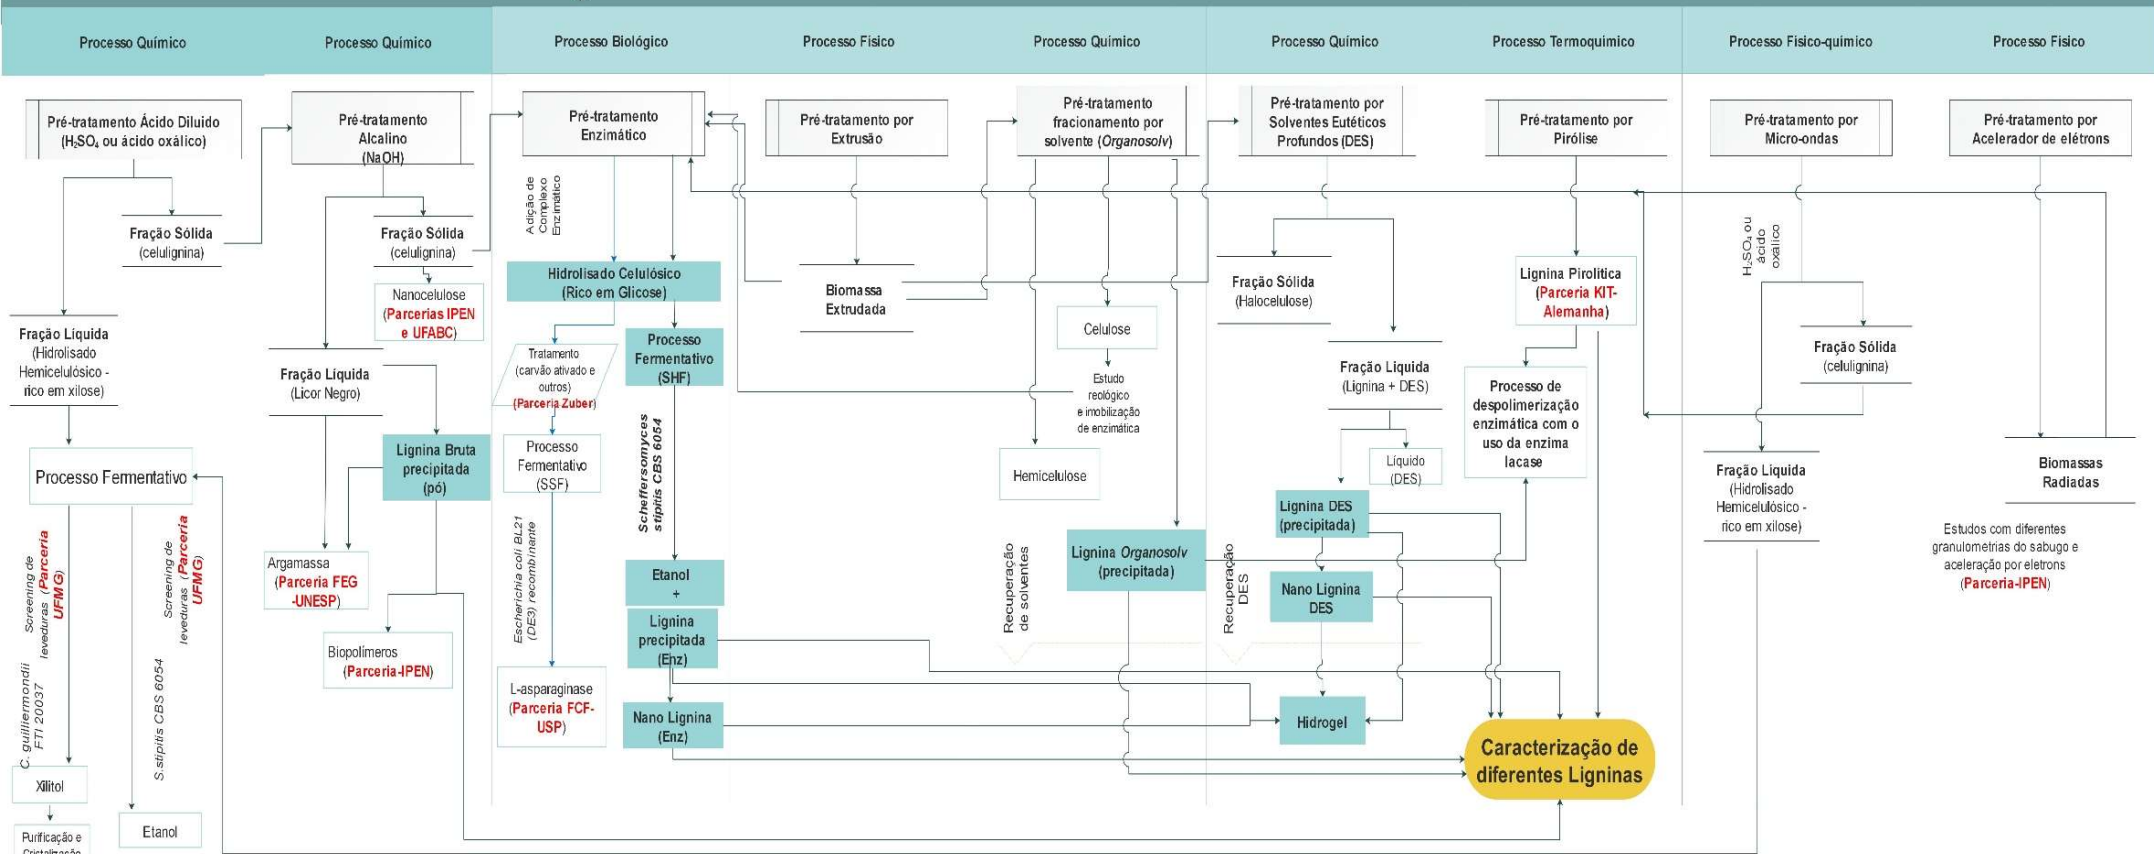 Processo Químico
Processo Químico
Processo Biológico
Processo Físico
Processo Químico
Processo Químico
Processo Termoquimico
Processo Fisico-químico
Processo Fisico
Pré-tratamento Ácido Diluido
(H₂SO₄ ou ácido oxálico)
Pré-tratamento
Alcalino
(NaOH)
Pré-tratamento
Enzimático
Pré-tratamento por
Extrusão
Pré-tratamento
fracionamento por
solvente (Organosolv)
Pré-tratamento por
Solventes Eutéticos
Profundos (DES)
Pré-tratamento por
Pirólise
Pré-tratamento por
Micro-ondas
Pré-tratamento por
Acelerador de elétrons
Fração Sólida
(celulignina)
Fração Líquida
(Hidrolisado
Hemicelulósico -
rico em xilose)
Processo Fermentativo
Screening de
leveduras (Parceria
UFMG)
C. guilliermondii
FTI 20037
Screening de
leveduras (Parceria
UFMG)
S.stipitis CBS 6054
Xilitol
Purificação e
Cristalização
Etanol
Fração Sólida
(celulignina)
Nanocelulose
(Parcerias IPEN
e UFABC)
Fração Líquida
(Licor Negro)
Lignina Bruta
precipitada
(pó)
Argamassa
(Parceria FEG
-UNESP)
Biopolímeros
(Parceria-IPEN)
Adição de
Complexo
Enzimático
Hidrolisado Celulósico
(Rico em Glicose)
Tratamento
(carvão ativado e
outros)
(Parceria Zuber)
Processo
Fermentativo
(SHF)
Processo
Fermentativo
(SSF)
Escherichia coli BL21
(DE3) recombinante
Scheffersomyces
stipitis CBS 6054
L-asparaginase
(Parceria FCF-
USP)
Etanol
+
Lignina
precipitada
(Enz)
Nano Lignina
(Enz)
Biomassa
Extrudada
Celulose
Estudo
reológico
e imobilização
de enzimática
Hemicelulose
Recuperação
de solventes
Lignina Organosolv
(precipitada)
Fração Sólida
(Halocelulose)
Fração Liquida
(Lignina + DES)
Líquido
(DES)
Lignina DES
(precipitada)
Recuperação
DES
Nano Lignina
DES
Hidrogel
Lignina Pirolítica
(Parceria KIT-
Alemanha)
Processo de
despolimerização
enzimática com o
uso da enzima
lacase
Caracterização de
diferentes Ligninas
H₂SO₄ ou
ácido
oxálico
Fração Sólida
(celulignina)
Fração Liquida
(Hidrolisado
Hemicelulósico -
rico em xilose)
Biomassas
Radiadas
Estudos com diferentes
granulometrias do sabugo e
aceleração por eletrons
(Parceria-IPEN)